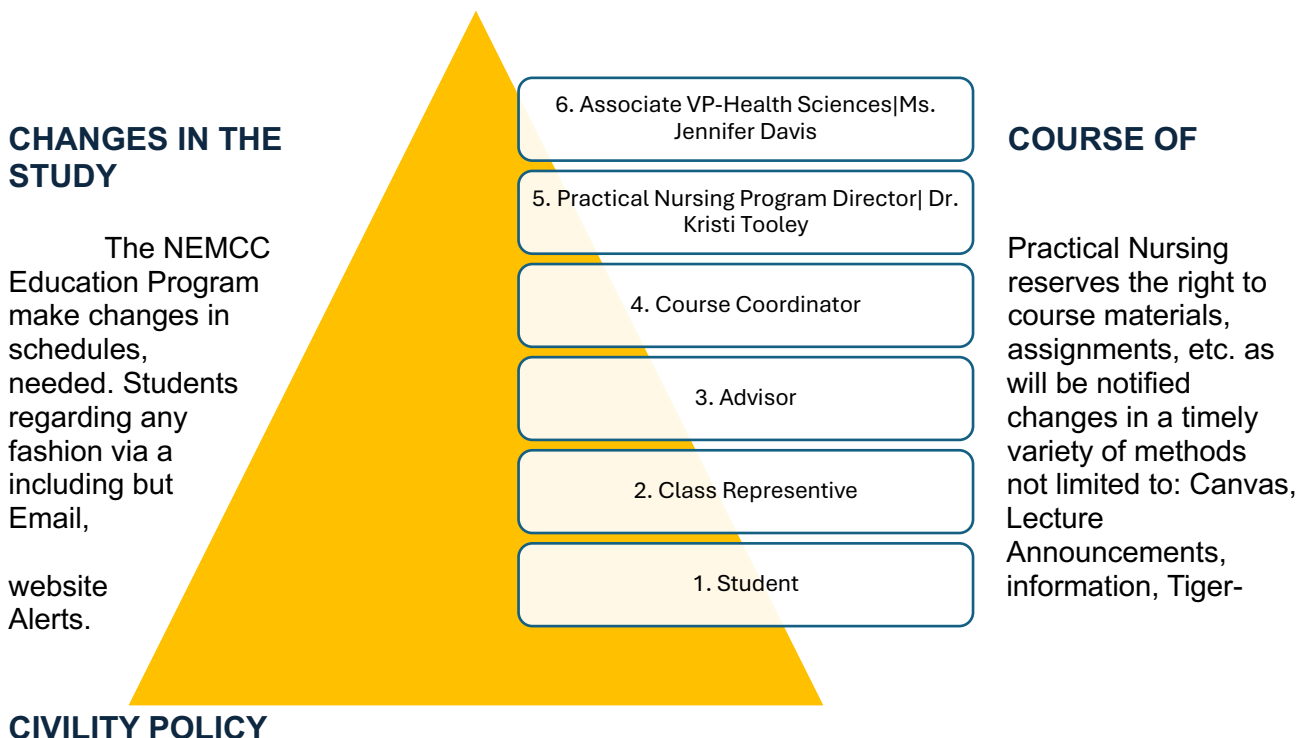 6. Associate VP-Health Sciences|Ms.
Jennifer Davis
5. Practical Nursing Program Director| Dr.
Kristi Tooley
4. Course Coordinator
3. Advisor
2. Class Representive
1. Student
CHANGES IN THE COURSE OF
STUDY
The NEMCC Practical Nursing
Education Program reserves the right to
make changes in course materials,
schedules, assignments, etc. as
needed. Students will be notified
regarding any changes in a timely
fashion via a variety of methods
including but not limited to: Canvas,
Email, Lecture
Announcements,
website information, Tiger-
Alerts.
CIVILITY POLICY